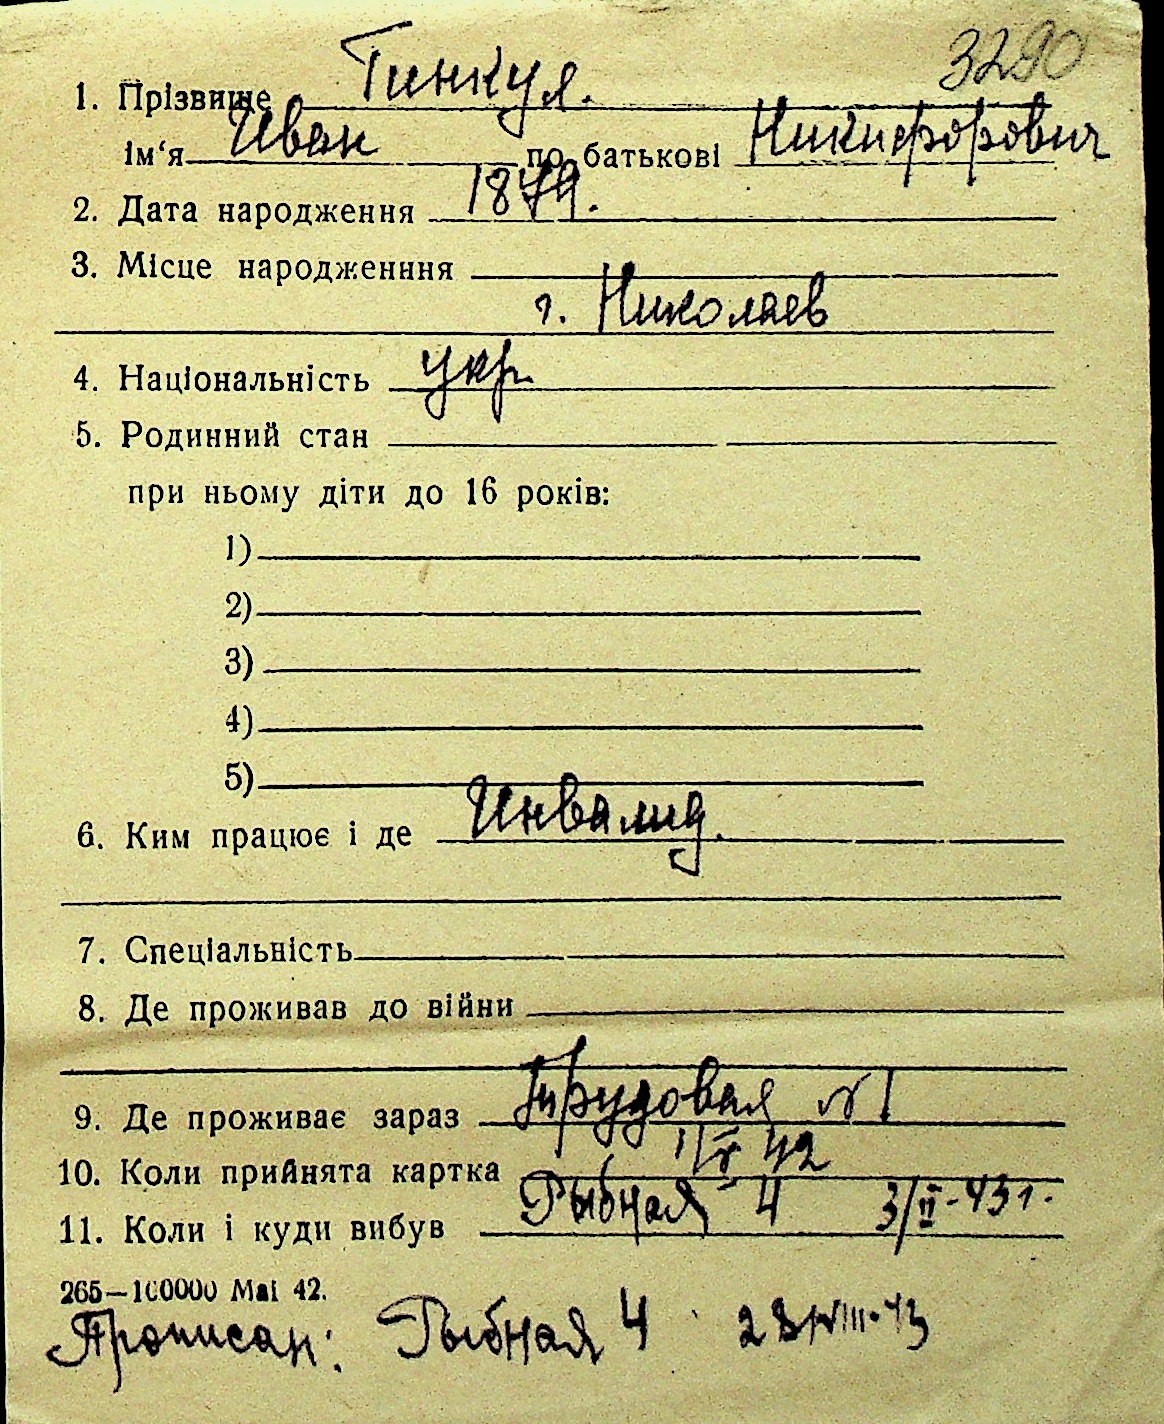 3290
1. Прізвище Гинкул.
ім‘я Иван по батькові Никифорович
2. Дата народження 1879.
3. Місце народженння
г. Николаев
4. Національність укр.
5. Родинний стан
при ньому діти до 16 років:
1)
2)
3)
4)
5)
6. Ким працює і де Инвалид.
7. Спеціальність
8. Де проживав до війни
9. Де проживає зараз Трудовая № 1
10. Коли прийнята картка 1/X 42
11. Коли і куди вибув Рыбная 4 3/II-43 г.
265—100000 Mai 42.
Прописан: Рыбная 4 28/VIII-43